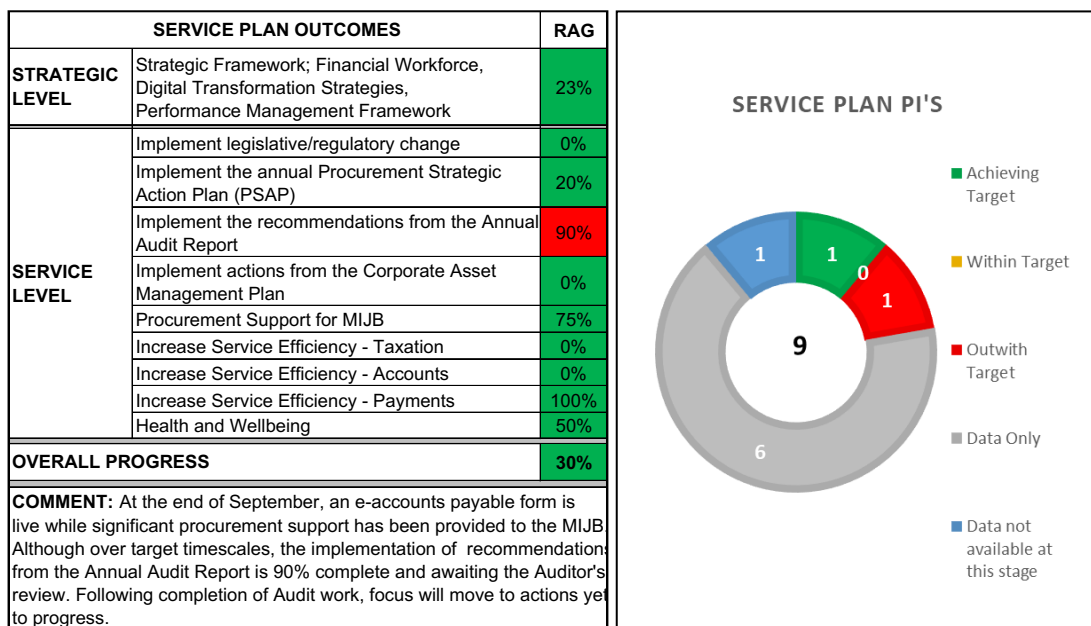 SERVICE PLAN OUTCOMES RAG
STRATEGIC LEVEL
Strategic Framework; Financial Workforce,
Digital Transformation Strategies,
Performance Management Framework
23%
SERVICE LEVEL
Implement legislative/regulatory change 0%
Implement the annual Procurement Strategic
Action Plan (PSAP)
20%
Implement the recommendations from the Annual
Audit Report
90%
Implement actions from the Corporate Asset
Management Plan
0%
Procurement Support for MIJB 75%
Increase Service Efficiency - Taxation 0%
Increase Service Efficiency - Accounts 0%
Increase Service Efficiency - Payments 100%
Health and Wellbeing 50%
OVERALL PROGRESS 30%
COMMENT: At the end of September, an e-accounts payable form is
live while significant procurement support has been provided to the MIJB.
Although over target timescales, the implementation of recommendations
from the Annual Audit Report is 90% complete and awaiting the Auditor's
review. Following completion of Audit work, focus will move to actions yet
to progress.
SERVICE PLAN PI'S
1
1
0
1
9
6
Achieving
Target
Within Target
Outwith
Target
Data Only
Data not
available at
this stage